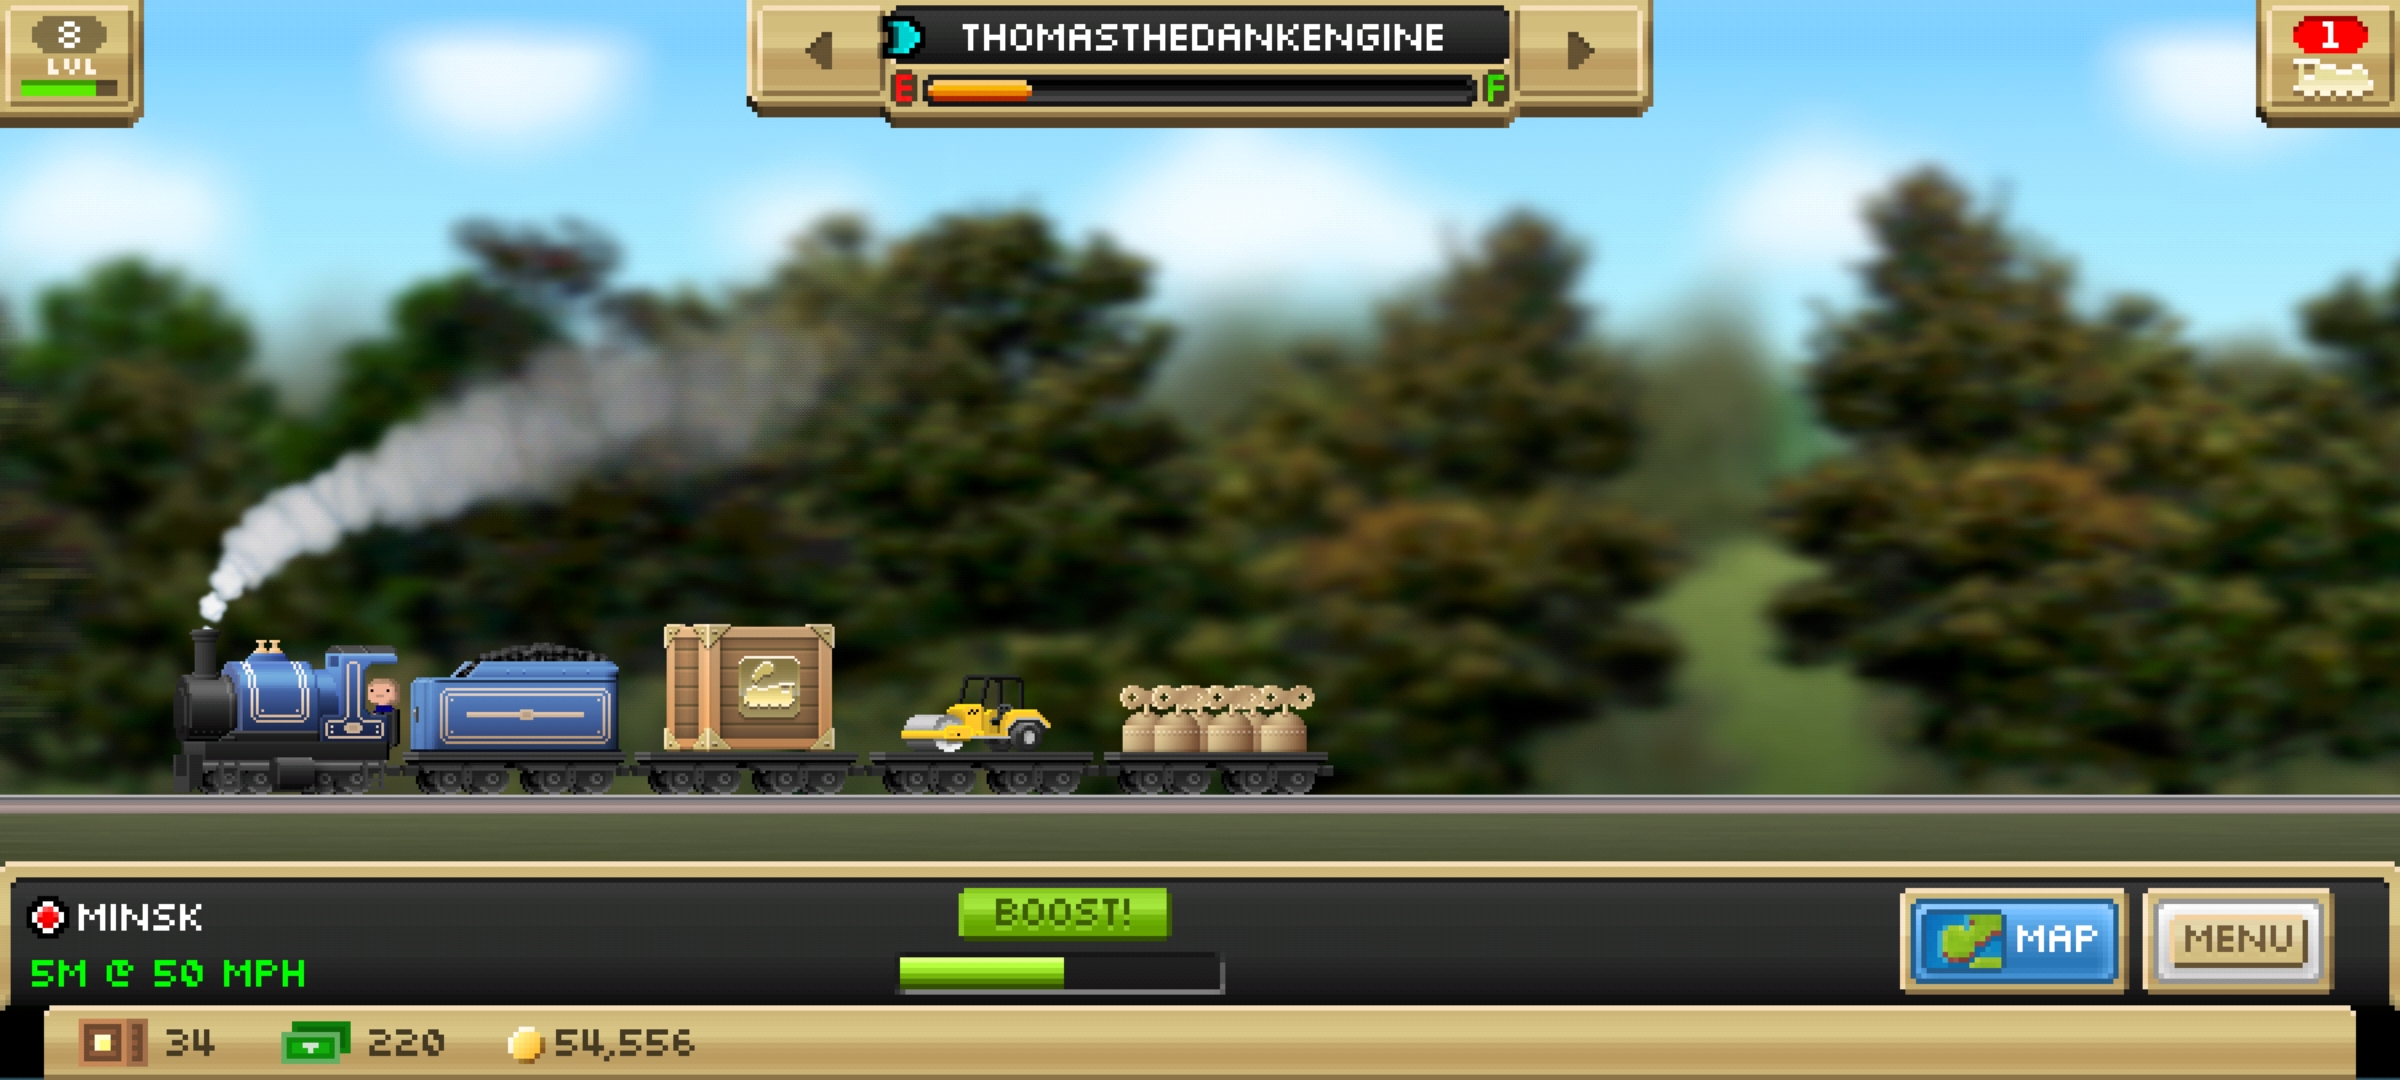 8
LVL
THOMASTHEDANKENGINE
E F
1
MINSK
5M @ 50 MPH
BOOST!
MAP
MENU
34 220 54,556